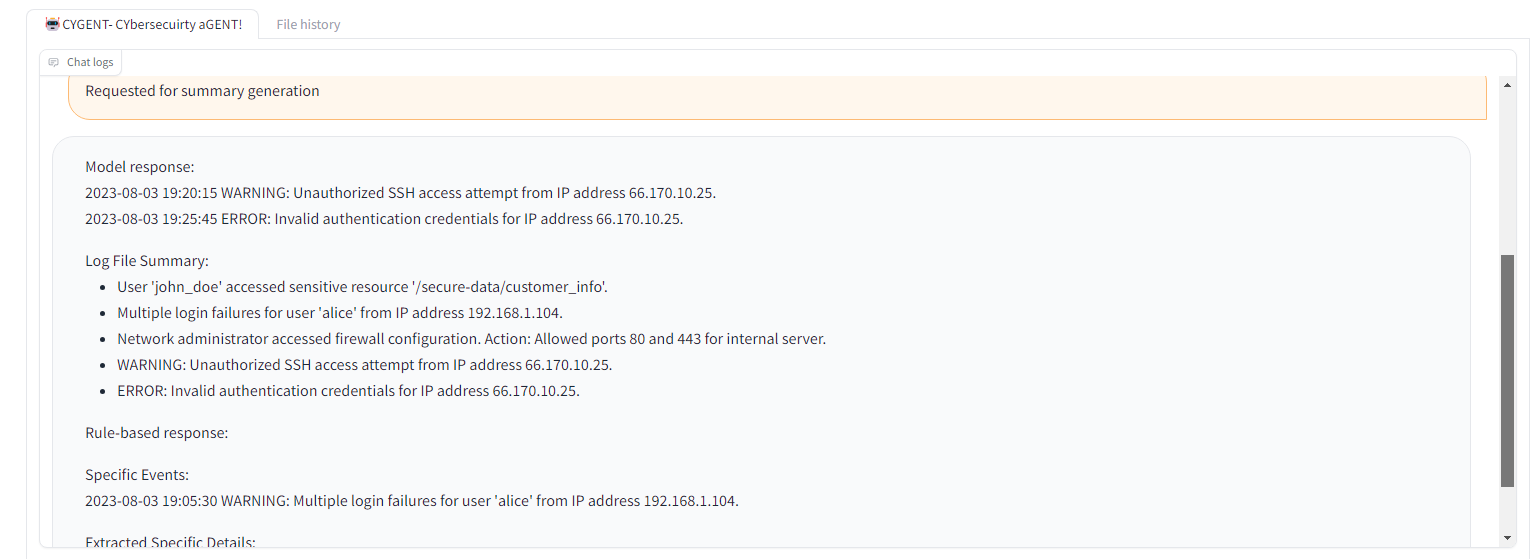 CYGENT- CYbersecuirty aGENT! File history
Chat logs
Requested for summary generation
Model response:
2023-08-03 19:20:15 WARNING: Unauthorized SSH access attempt from IP address 66.170.10.25.
2023-08-03 19:25:45 ERROR: Invalid authentication credentials for IP address 66.170.10.25.
Log File Summary:
• User 'john_doe' accessed sensitive resource '/secure-data/customer_info'.
• Multiple login failures for user 'alice' from IP address 192.168.1.104.
• Network administrator accessed firewall configuration. Action: Allowed ports 80 and 443 for internal server.
• WARNING: Unauthorized SSH access attempt from IP address 66.170.10.25.
• ERROR: Invalid authentication credentials for IP address 66.170.10.25.
Rule-based response:
Specific Events:
2023-08-03 19:05:30 WARNING: Multiple login failures for user 'alice' from IP address 192.168.1.104.
Extracted Specific Details: